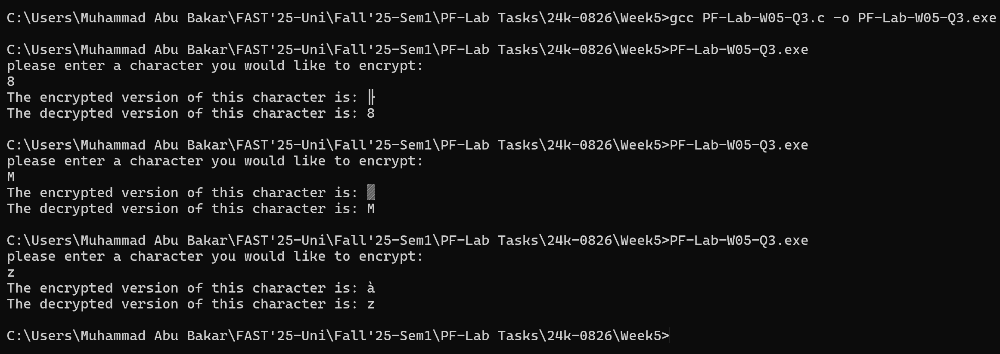 C:\Users\Muhammad Abu Bakar\FAST'25-Uni\Fall'25-Sem1\PF-Lab Tasks\24k-0826\Week5>gcc PF-Lab-W05-Q3.c -o PF-Lab-W05-Q3.exe
C:\Users\Muhammad Abu Bakar\FAST'25-Uni\Fall'25-Sem1\PF-Lab Tasks\24k-0826\Week5>PF-Lab-W05-Q3.exe
please enter a character you would like to encrypt:
8
The encrypted version of this character is: ╟
The decrypted version of this character is: 8
C:\Users\Muhammad Abu Bakar\FAST'25-Uni\Fall'25-Sem1\PF-Lab Tasks\24k-0826\Week5>PF-Lab-W05-Q3.exe
please enter a character you would like to encrypt:
M
The encrypted version of this character is: ▓
The decrypted version of this character is: M
C:\Users\Muhammad Abu Bakar\FAST'25-Uni\Fall'25-Sem1\PF-Lab Tasks\24k-0826\Week5>PF-Lab-W05-Q3.exe
please enter a character you would like to encrypt:
z
The encrypted version of this character is: à
The decrypted version of this character is: z
C:\Users\Muhammad Abu Bakar\FAST'25-Uni\Fall'25-Sem1\PF-Lab Tasks\24k-0826\Week5>